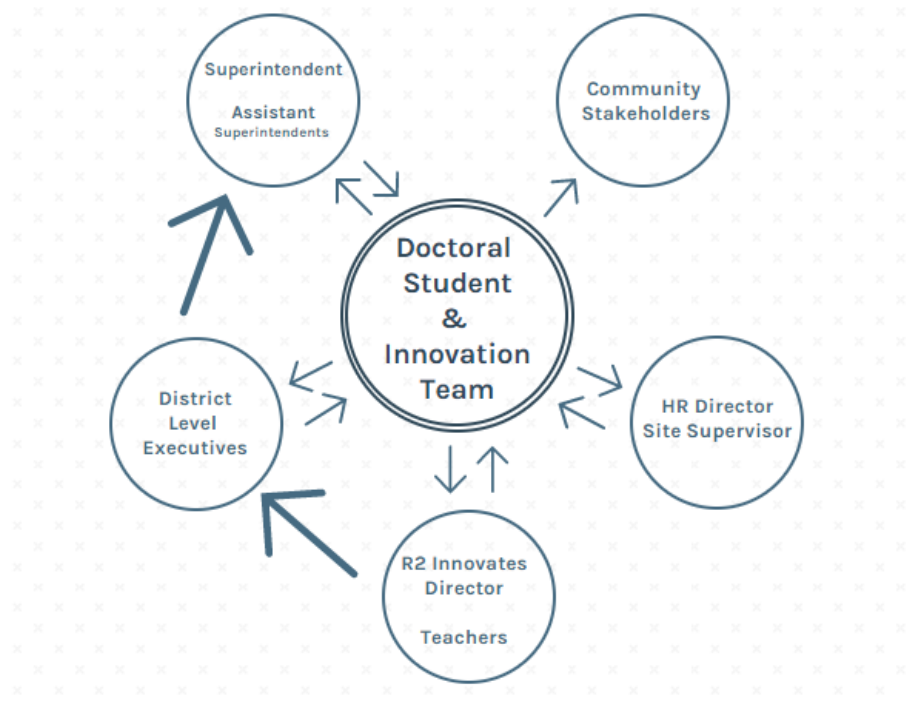 Superintendent
Assistant
Superintendents
Community
Stakeholders
Doctoral
Student
&
Innovation
Team
District
Level
Executives
HR Director
Site Supervisor
R2 Innovates
Director
Teachers